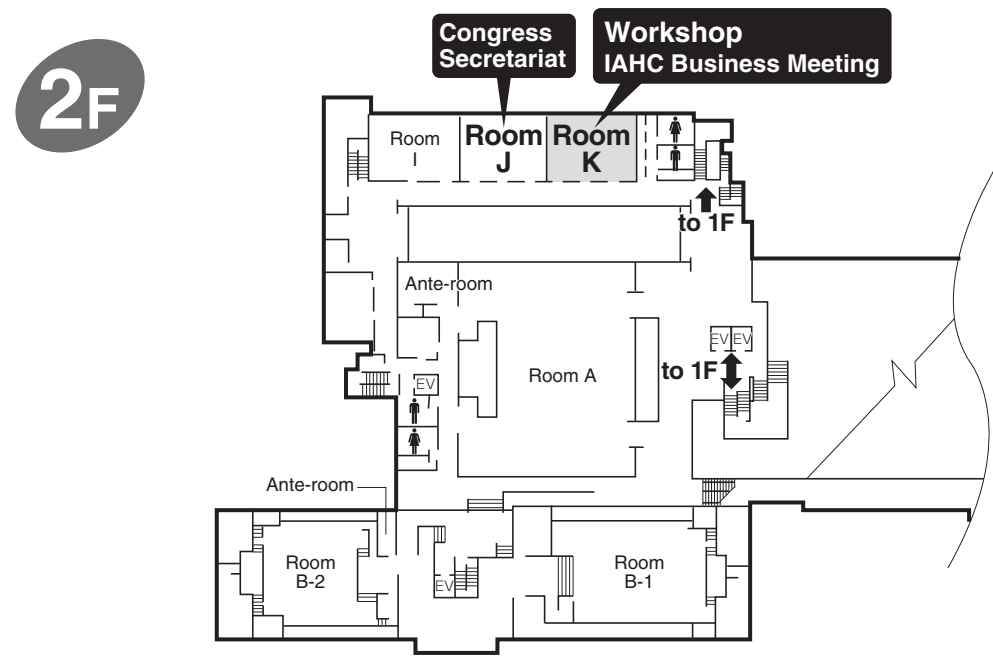 2F
Congress
Secretariat
Workshop
IAHC Business Meeting
Room
I
Room
J
Room
K
to 1F
Ante-room
EV EV
to 1F
Room A
EV
Ante-room
Room
B-2
EV
Room
B-1